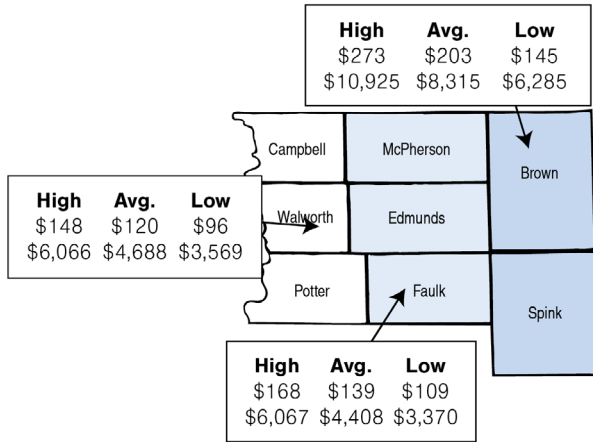 High Avg. Low
$273 $203 $145
$10,925 $8,315 $6,285
Campbell McPherson
Brown
High Avg. Low
$148 $120 $96
$6,066 $4,688 $3,569
Walworth Edmunds
Potter Faulk
Spink
High Avg. Low
$168 $139 $109
$6,067 $4,408 $3,370